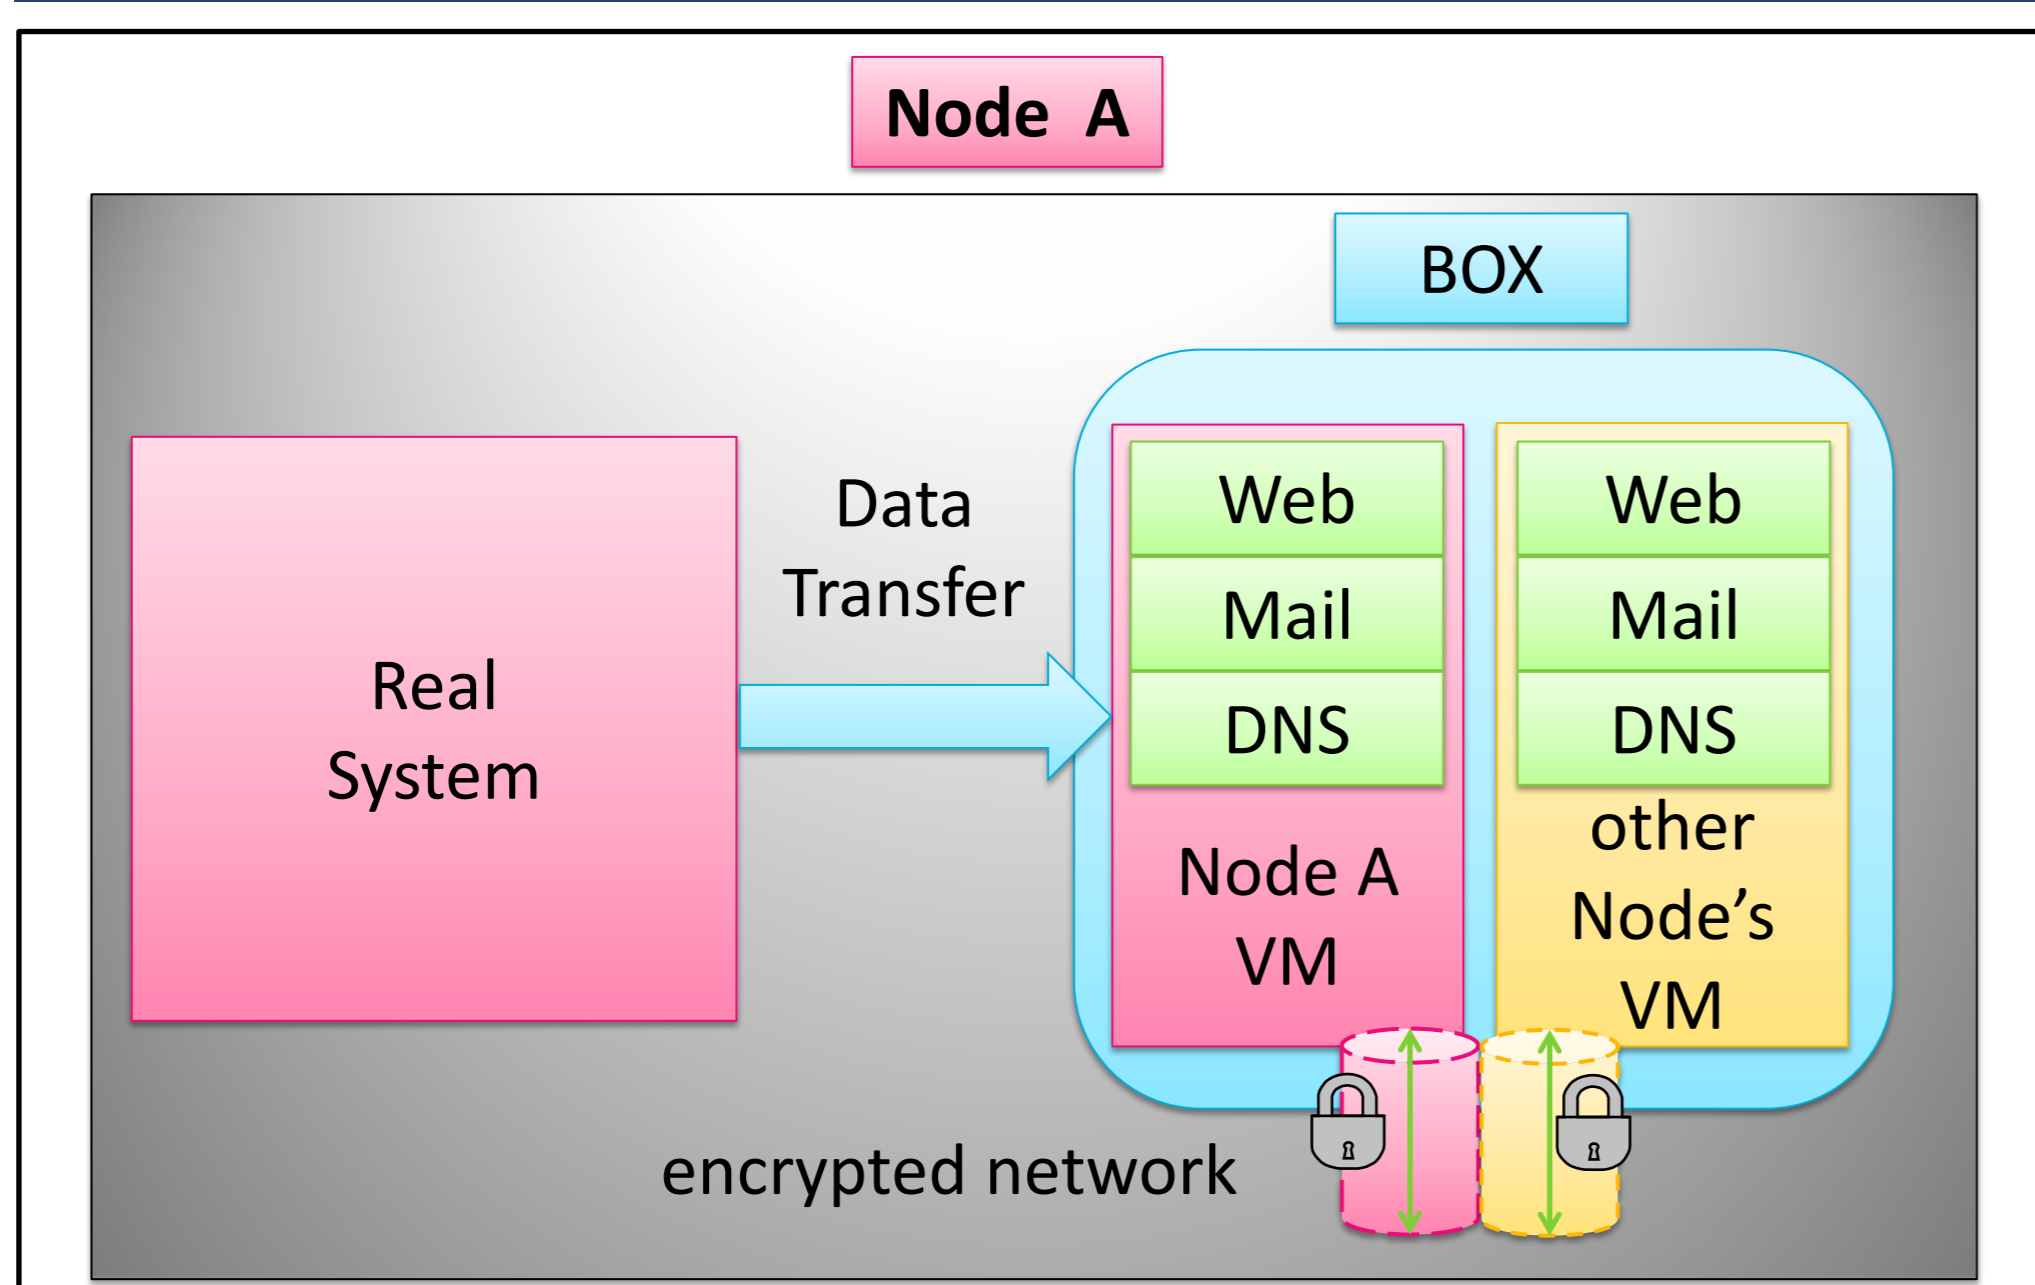 Node A
BOX
Real
System
Data
Transfer
Web
Mail
DNS
Node A
VM
Web
Mail
DNS
other
Node’s
VM
encrypted network